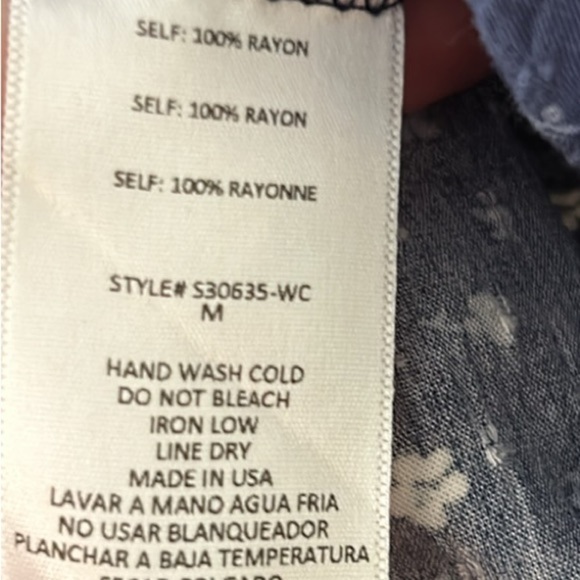 SELF: 100% RAYON
SELF: 100% RAYON
SELF: 100% RAYONNE
STYLE# S30635-WC
M
HAND WASH COLD
DO NOT BLEACH
IRON LOW
LINE DRY
MADE IN USA
LAVAR A MANO AGUA FRIA
NO USAR BLANQUEADOR
PLANCHAR A BAJA TEMPERATURA